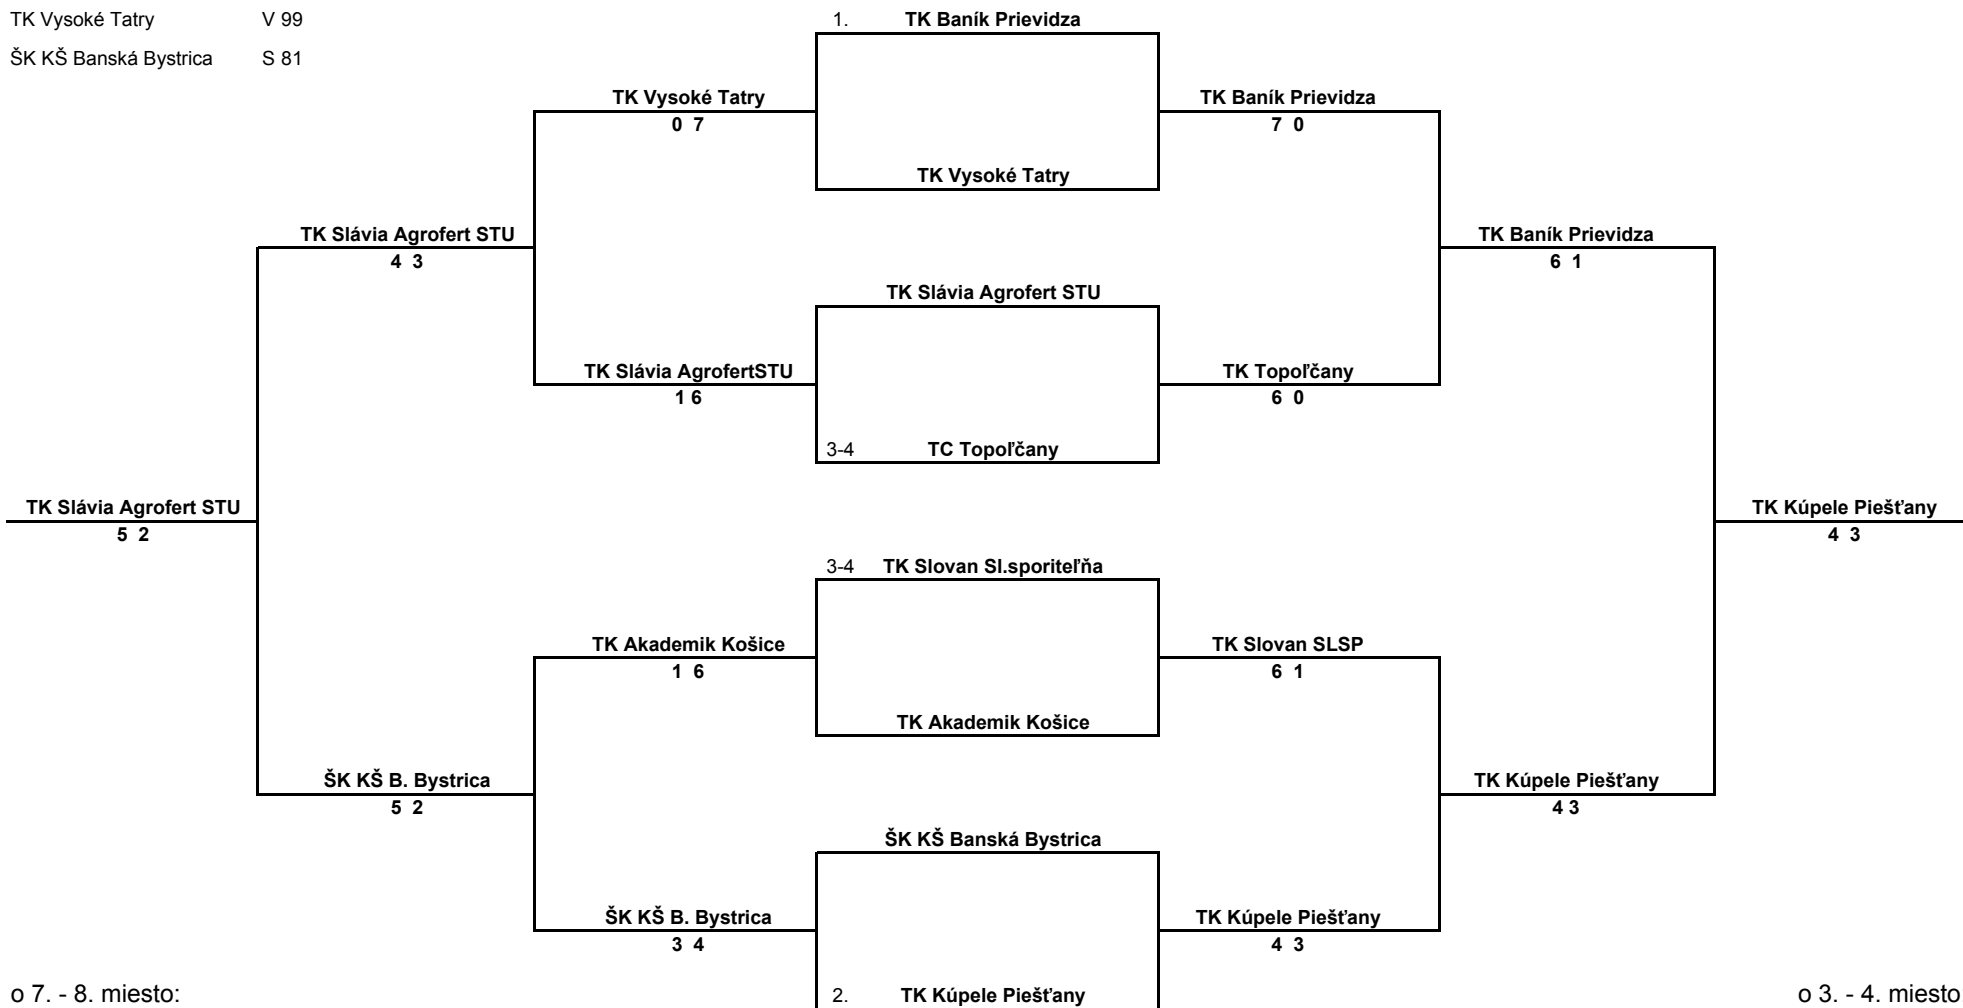 TK Vysoké Tatry V 99 1. TK Baník Prievidza
ŠK KŠ Banská Bystrica S 81
TK Vysoké Tatry TK Baník Prievidza
0 7 7 0
TK Vysoké Tatry
TK Slávia Agrofert STU TK Baník Prievidza
4 3 6 1
TK Slávia Agrofert STU
TK Slávia AgrofertSTU TK Topoľčany
1 6 6 0
3-4 TC Topoľčany
TK Slávia Agrofert STU TK Kúpele Piešťany
5 2 4 3
3-4 TK Slovan Sl.sporiteľňa
TK Akademik Košice TK Slovan SLSP
1 6 6 1
TK Akademik Košice
ŠK KŠ B. Bystrica TK Kúpele Piešťany
5 2 4 3
ŠK KŠ Banská Bystrica
ŠK KŠ B. Bystrica TK Kúpele Piešťany
3 4 4 3
o 7. - 8. miesto: 2. TK Kúpele Piešťany o 3. - 4. miesto